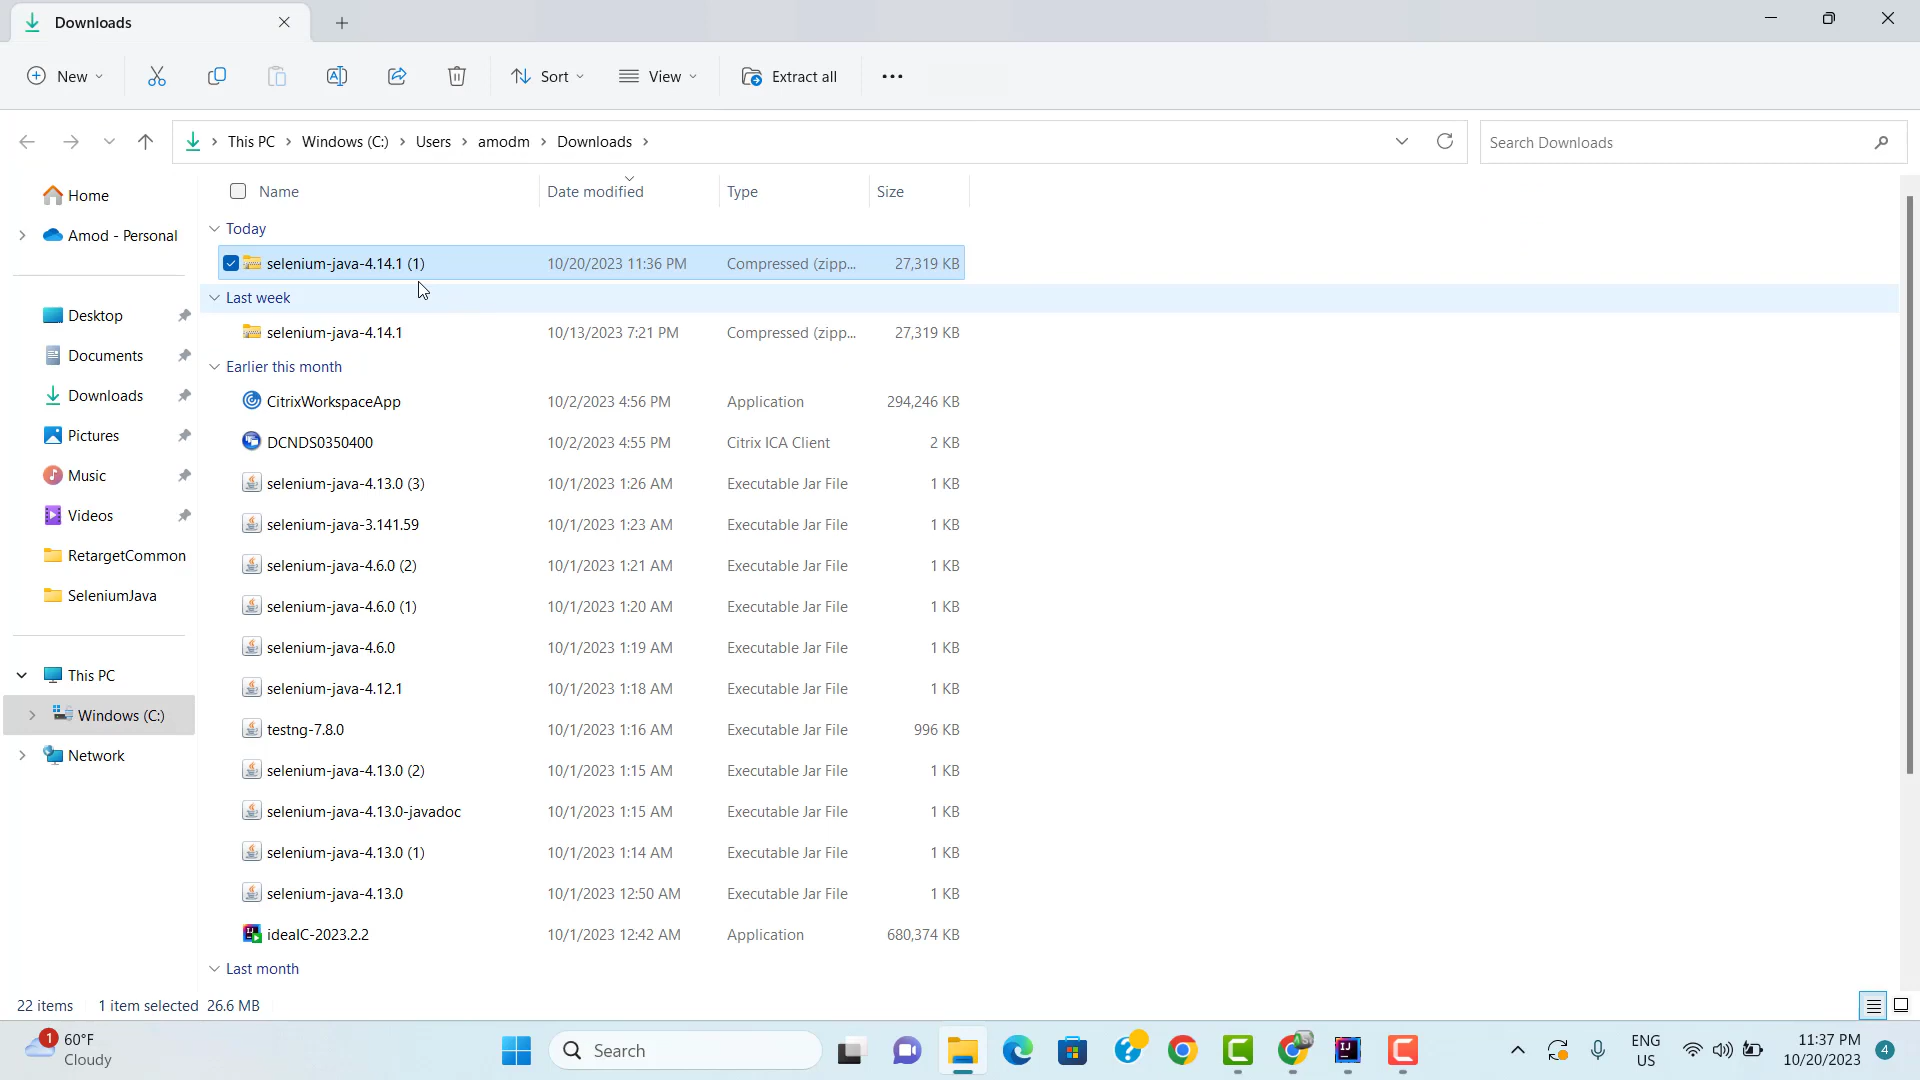 Downloads
New Sort View Extract all
This PC Windows (C:) Users amodm Downloads
Search Downloads
Name Date modified Type Size
Home
Amod - Personal
Desktop
Documents
Downloads
Pictures
Music
Videos
RetargetCommon
SeleniumJava
This PC
Windows (C:)
Network
Today
selenium-java-4.14.1 (1) 10/20/2023 11:36 PM Compressed (zipp... 27,319 KB
Last week
selenium-java-4.14.1 10/13/2023 7:21 PM Compressed (zipp... 27,319 KB
Earlier this month
CitrixWorkspaceApp 10/2/2023 4:56 PM Application 294,246 KB
DCNDS0350400 10/2/2023 4:55 PM Citrix ICA Client 2 KB
selenium-java-4.13.0 (3) 10/1/2023 1:26 AM Executable Jar File 1 KB
selenium-java-3.141.59 10/1/2023 1:23 AM Executable Jar File 1 KB
selenium-java-4.6.0 (2) 10/1/2023 1:21 AM Executable Jar File 1 KB
selenium-java-4.6.0 (1) 10/1/2023 1:20 AM Executable Jar File 1 KB
selenium-java-4.6.0 10/1/2023 1:19 AM Executable Jar File 1 KB
selenium-java-4.12.1 10/1/2023 1:18 AM Executable Jar File 1 KB
testng-7.8.0 10/1/2023 1:16 AM Executable Jar File 996 KB
selenium-java-4.13.0 (2) 10/1/2023 1:15 AM Executable Jar File 1 KB
selenium-java-4.13.0-javadoc 10/1/2023 1:15 AM Executable Jar File 1 KB
selenium-java-4.13.0 (1) 10/1/2023 1:14 AM Executable Jar File 1 KB
selenium-java-4.13.0 10/1/2023 12:50 AM Executable Jar File 1 KB
ideaIC-2023.2.2 10/1/2023 12:42 AM Application 680,374 KB
Last month
22 items 1 item selected 26.6 MB
1
60°F
Cloudy
Search
ENG
US
11:37 PM
10/20/2023
4